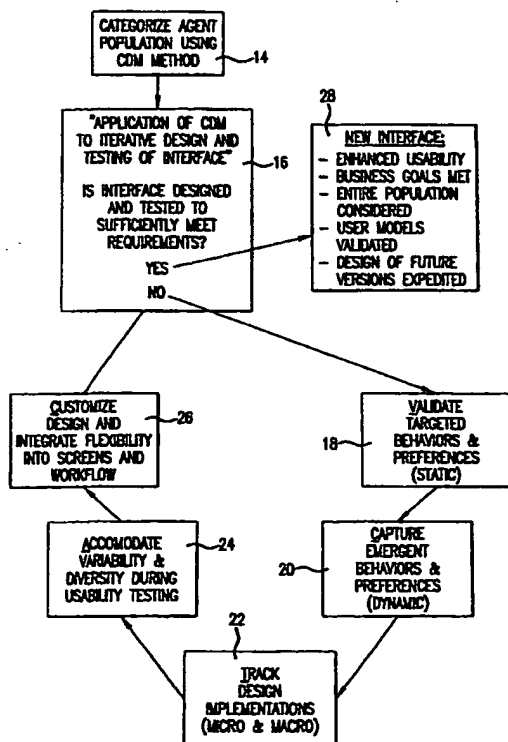 CATEGORIZE AGENT
POPULATION USING
CDM METHOD
14
"APPLICATION OF CDM
TO ITERATIVE DESIGN AND
TESTING OF INTERFACE"
IS INTERFACE DESIGNED
AND TESTED TO
SUFFICIENTLY MEET
REQUIREMENTS?
YES
NO
16
28
NEW INTERFACE:
- ENHANCED USABILITY
- BUSINESS GOALS MET
- ENTIRE POPULATION
CONSIDERED
- USER MODELS
VALIDATED
- DESIGN OF FUTURE
VERSIONS EXPEDITED
CUSTOMIZE
DESIGN AND
INTEGRATE FLEXIBILITY
INTO SCREENS AND
WORKFLOW
26
VALIDATE
TARGETED
BEHAVIORS &
PREFERENCES
(STATIC)
18
ACCOMODATE
VARIABILITY &
DIVERSITY DURING
USABILITY TESTING
24
CAPTURE
EMERGENT
BEHAVIORS &
PREFERENCES
(DYNAMIC)
20
22
TRACK
DESIGN
IMPLEMENTATIONS
(MICRO & MACRO)